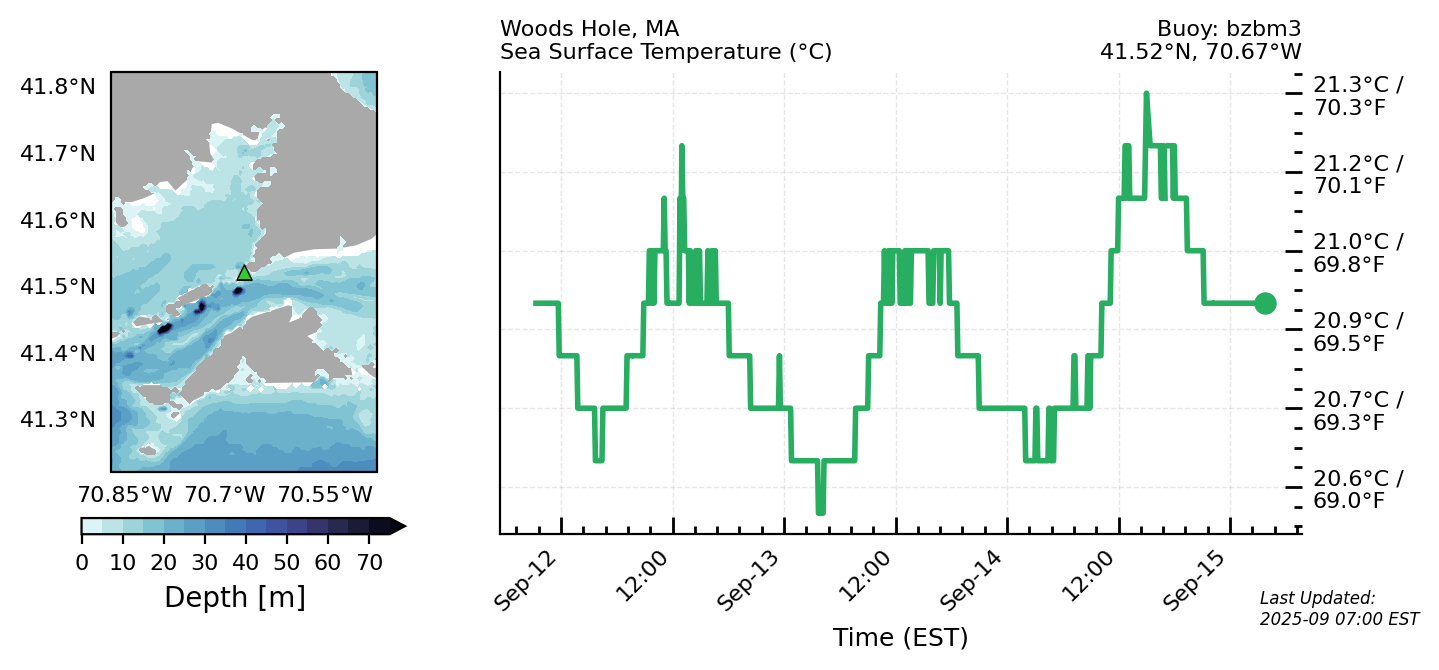 Woods Hole, MA
Sea Surface Temperature (°C)
Buoy: bzbm3
41.52°N, 70.67°W
41.8°N
41.7°N
41.6°N
41.5°N
41.4°N
41.3°N
70.85°W 70.7°W 70.55°W
0 10 20 30 40 50 60 70
Depth [m]
21.3°C /
70.3°F
21.2°C /
70.1°F
21.0°C /
69.8°F
20.9°C /
69.5°F
20.7°C /
69.3°F
20.6°C /
69.0°F
Sep-12 12:00 Sep-13 12:00 Sep-14 12:00 Sep-15
Time (EST)
Last Updated:
2025-09 07:00 EST